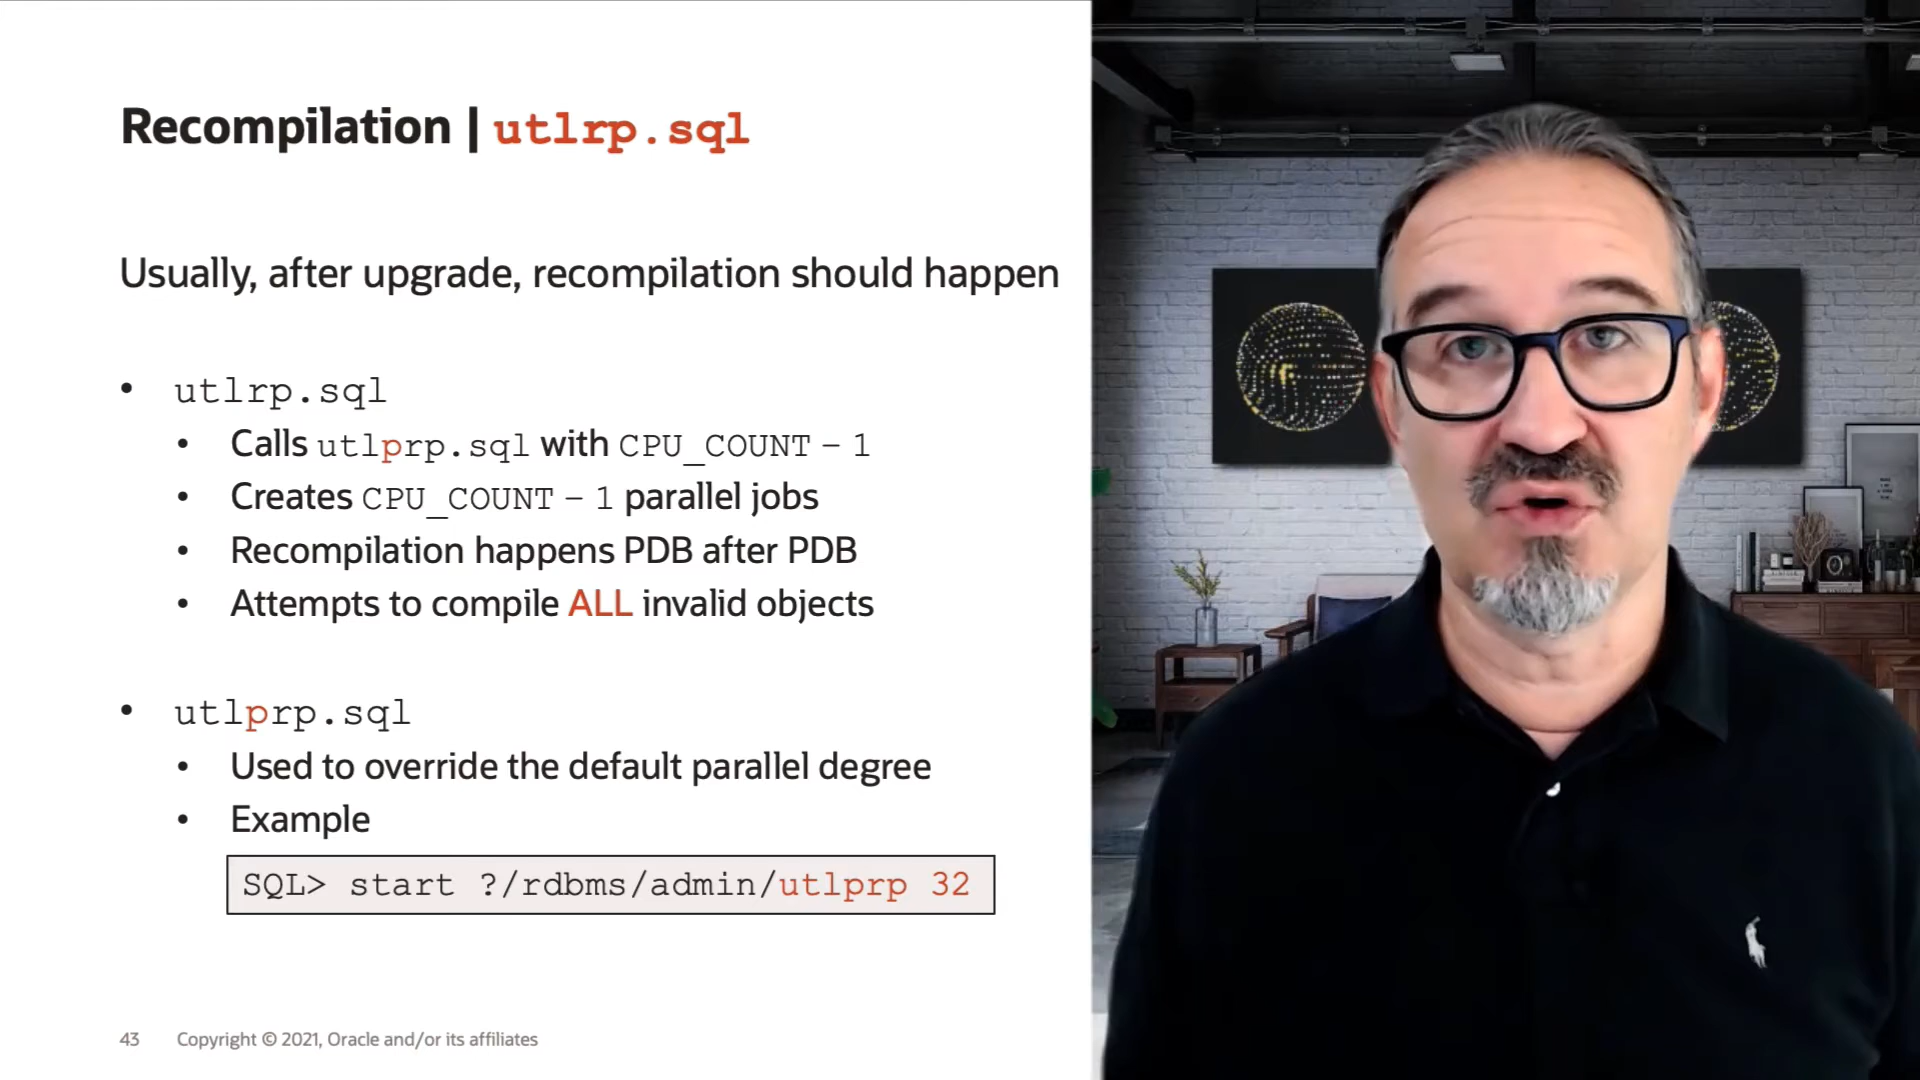 Recompilation | utlrp.sql
Usually, after upgrade, recompilation should happen
• utlrp.sql
• Calls utlprp.sql with CPU_COUNT – 1
• Creates CPU_COUNT – 1 parallel jobs
• Recompilation happens PDB after PDB
• Attempts to compile ALL invalid objects
• utlprp.sql
• Used to override the default parallel degree
• Example
SQL> start ?/rdbms/admin/utlprp 32
43 Copyright © 2021, Oracle and/or its affiliates